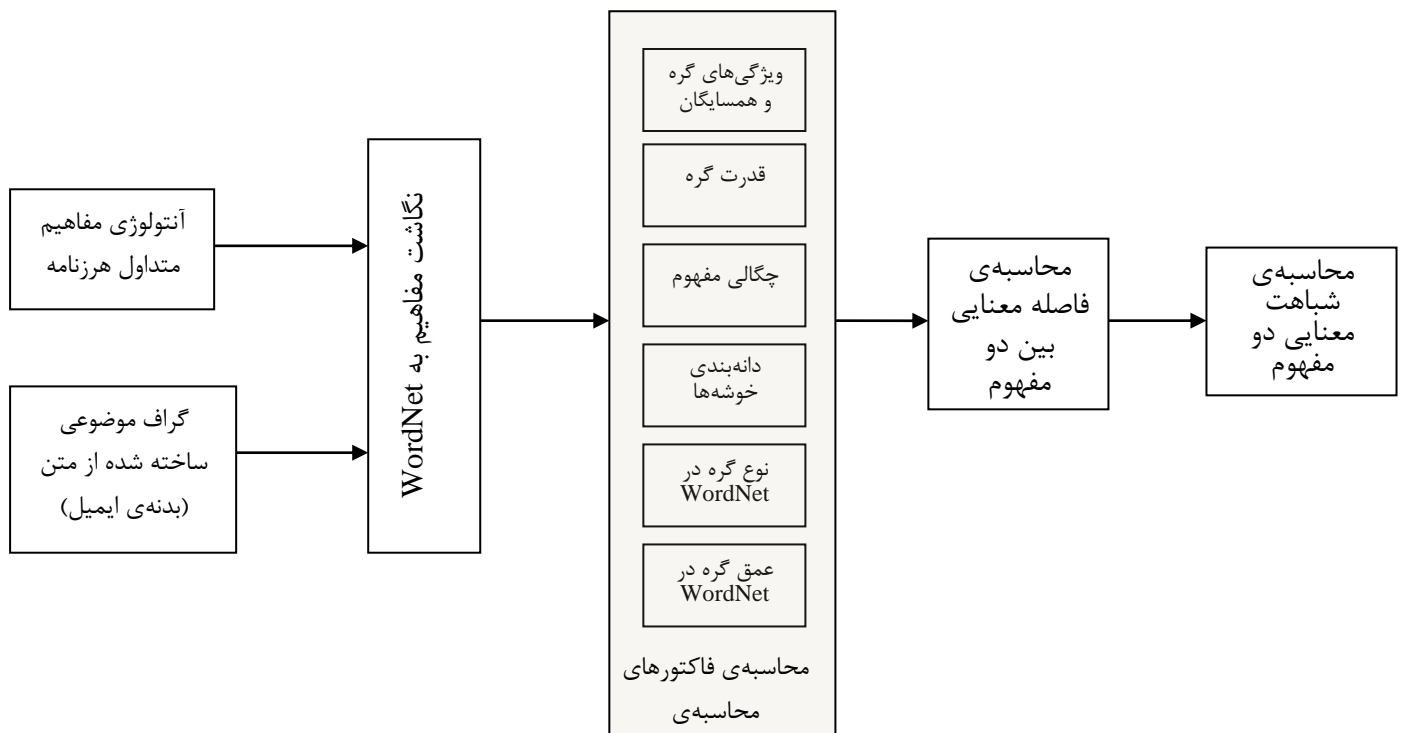 آنتولوژی مفاهیم
متداول هرزنامه
گراف موضوعی
ساخته شده از متن
(بدنه‌ی ایمیل)
نگاشت مفاهیم به WordNet
ویژگی‌های گره
و همسایگان
قدرت گره
چگالی مفهوم
دانه‌بندی
خوشه‌ها
نوع گره در
WordNet
عمق گره در
WordNet
محاسبه‌ی فاکتورهای
محاسبه‌ی
محاسبه‌ی
فاصله معنایی
بین دو
مفهوم
محاسبه‌ی
شباهت
معنایی دو
مفهوم